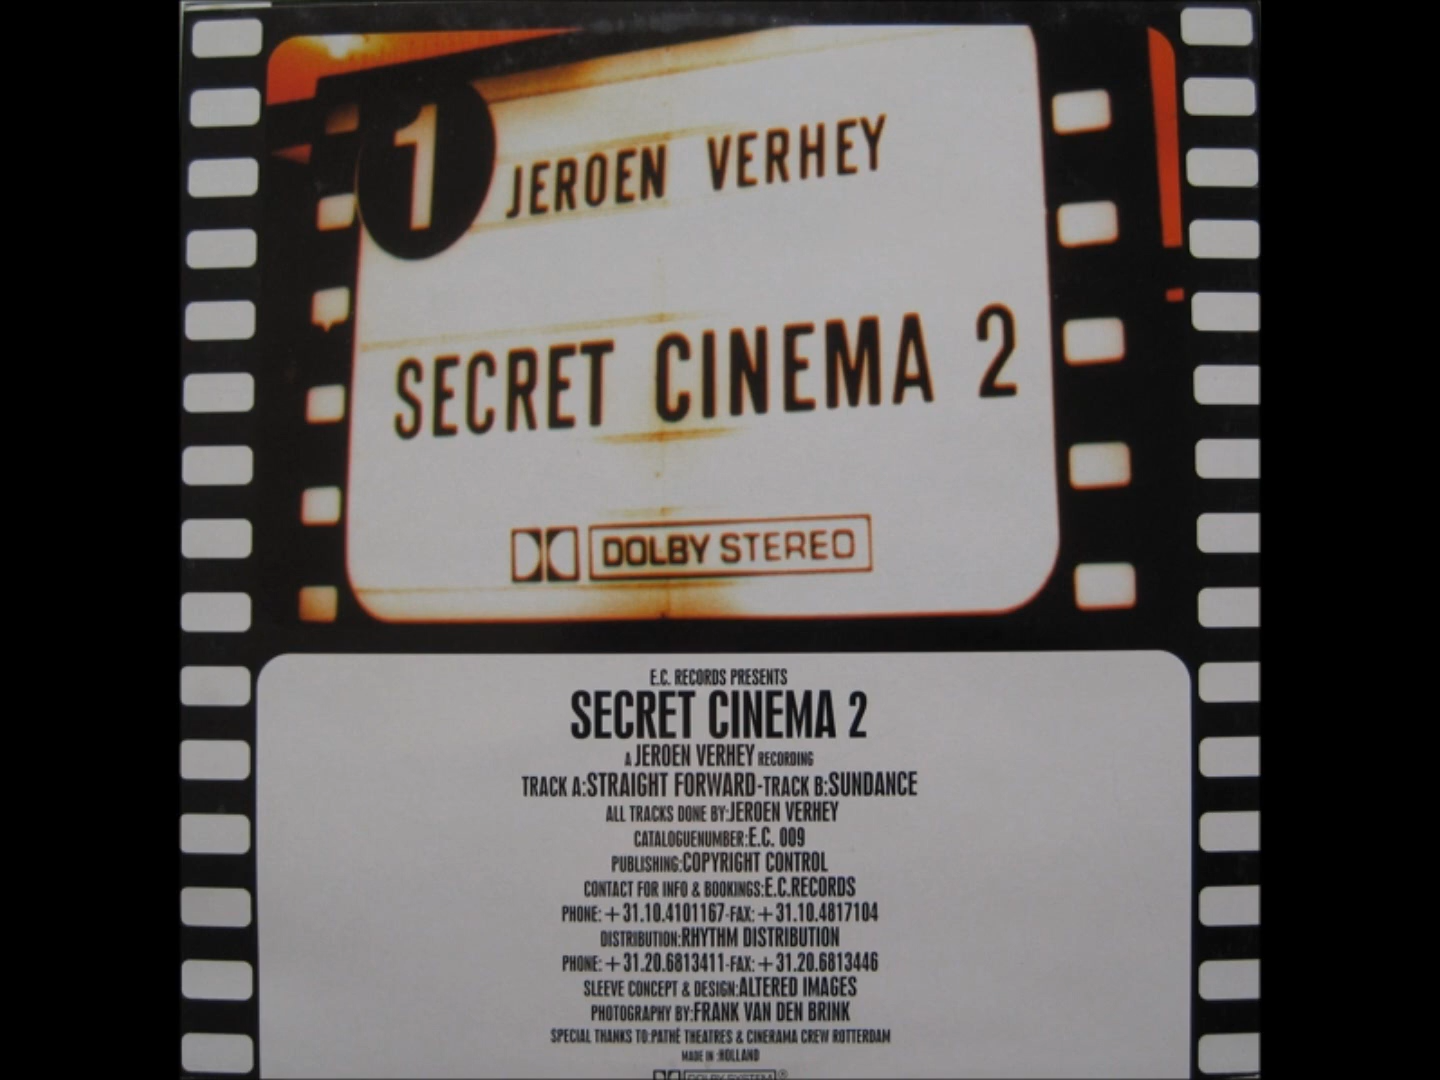 1
JEROEN VERHEY
SECRET CINEMA 2
DOLBY STEREO
E.C. RECORDS PRESENTS
SECRET CINEMA 2
A JEROEN VERHEY RECORDING
TRACK A:STRAIGHT FORWARD-TRACK B:SUNDANCE
ALL TRACKS DONE BY:JEROEN VERHEY
CATALOGUENUMBER:E.C. 009
PUBLISHING:COPYRIGHT CONTROL
CONTACT FOR INFO & BOOKINGS:E.C.RECORDS
PHONE:+31.10.4101167-FAX:+31.10.4817104
DISTRIBUTION:RHYTHM DISTRIBUTION
PHONE:+31.20.6813411-FAX:+31.20.6813446
SLEEVE CONCEPT & DESIGN:ALTERED IMAGES
PHOTOGRAPHY BY:FRANK VAN DEN BRINK
SPECIAL THANKS TO:PATHÉ THEATRES & CINERAMA CREW ROTTERDAM
MADE IN :HOLLAND
DOLBY SYSTEM®